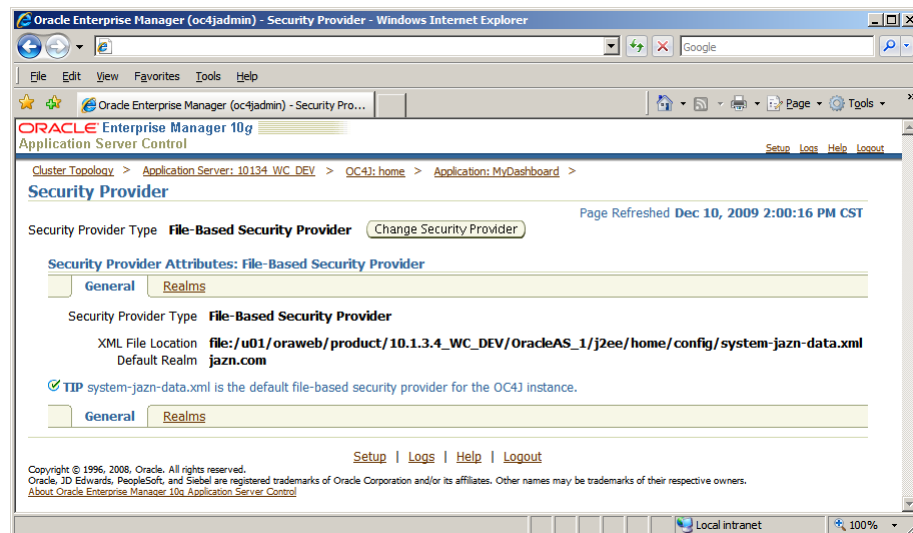 Oracle Enterprise Manager (oc4jadmin) - Security Provider - Windows Internet Explorer
Google
File Edit View Favorites Tools Help
Oracle Enterprise Manager (oc4jadmin) - Security Pro...
Page Tools »
ORACLE Enterprise Manager 10g
Application Server Control
Setup Logs Help Logout
Cluster Topology > Application Server: 10134_WC_DEV > OC4J: home > Application: MyDashboard >
Security Provider
Page Refreshed Dec 10, 2009 2:00:16 PM CST
Security Provider Type File-Based Security Provider Change Security Provider
Security Provider Attributes: File-Based Security Provider
General Realms
Security Provider Type File-Based Security Provider
XML File Location file:/u01/oraweb/product/10.1.3.4_WC_DEV/OracleAS_1/j2ee/home/config/system-jazn-data.xml
Default Realm jazn.com
TIP system-jazn-data.xml is the default file-based security provider for the OC4J instance.
General Realms
Setup | Logs | Help | Logout
Copyright © 1996, 2008, Oracle. All rights reserved.
Oracle, JD Edwards, PeopleSoft, and Siebel are registered trademarks of Oracle Corporation and/or its affiliates. Other names may be trademarks of their respective owners.
About Oracle Enterprise Manager 10g Application Server Control
Local intranet 100%